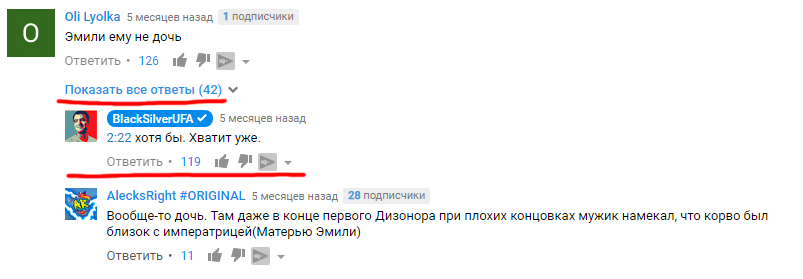 O
Oli Lyolka 5 месяцев назад 1 подписчики
Эмили ему не дочь
Ответить · 126
Показать все ответы (42)
BlackSilverUFA 5 месяцев назад
2:22 хотя бы. Хватит уже.
Ответить · 119
AlecksRight #ORIGINAL 5 месяцев назад 28 подписчики
Вообще-то дочь. Там даже в конце первого Дизонора при плохих концовках мужик намекал, что корво был
близок с императрицей(Матерью Эмили)
Ответить · 11